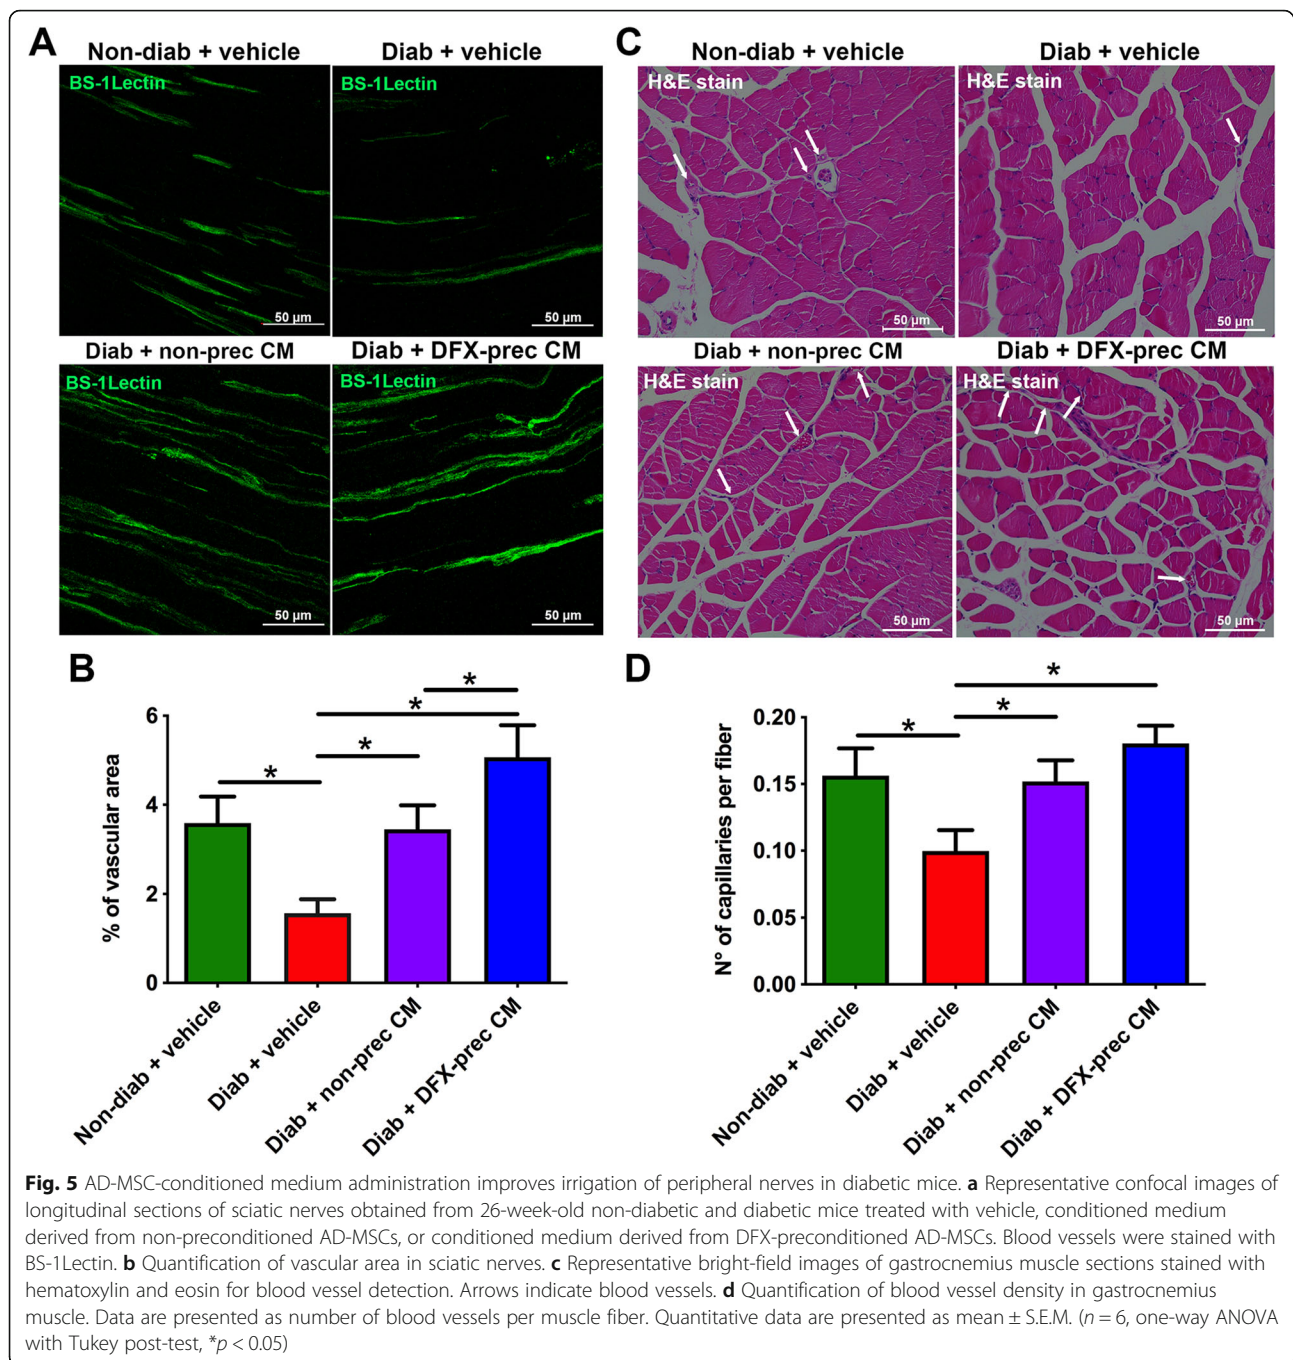 A
Non-diab + vehicle
Diab + vehicle
BS-1Lectin
BS-1Lectin
50 µm
50 µm
Diab + non-prec CM
Diab + DFX-prec CM
BS-1Lectin
BS-1Lectin
50 µm
50 µm
C
Non-diab + vehicle
Diab + vehicle
H&E stain
H&E stain
50 µm
50 µm
Diab + non-prec CM
Diab + DFX-prec CM
H&E stain
H&E stain
50 µm
50 µm
B
% of vascular area
6
4
2
0
*
*
*
*
Non-diab + vehicle
Diab + vehicle
Diab + non-prec CM
Diab + DFX-prec CM
D
N° of capillaries per fiber
0.20
0.15
0.10
0.05
0.00
*
*
*
Non-diab + vehicle
Diab + vehicle
Diab + non-prec CM
Diab + DFX-prec CM
Fig. 5 AD-MSC-conditioned medium administration improves irrigation of peripheral nerves in diabetic mice. a Representative confocal images of
longitudinal sections of sciatic nerves obtained from 26-week-old non-diabetic and diabetic mice treated with vehicle, conditioned medium
derived from non-preconditioned AD-MSCs, or conditioned medium derived from DFX-preconditioned AD-MSCs. Blood vessels were stained with
BS-1Lectin. b Quantification of vascular area in sciatic nerves. c Representative bright-field images of gastrocnemius muscle sections stained with
hematoxylin and eosin for blood vessel detection. Arrows indicate blood vessels. d Quantification of blood vessel density in gastrocnemius
muscle. Data are presented as number of blood vessels per muscle fiber. Quantitative data are presented as mean ± S.E.M. (n = 6, one-way ANOVA
with Tukey post-test, *p < 0.05)